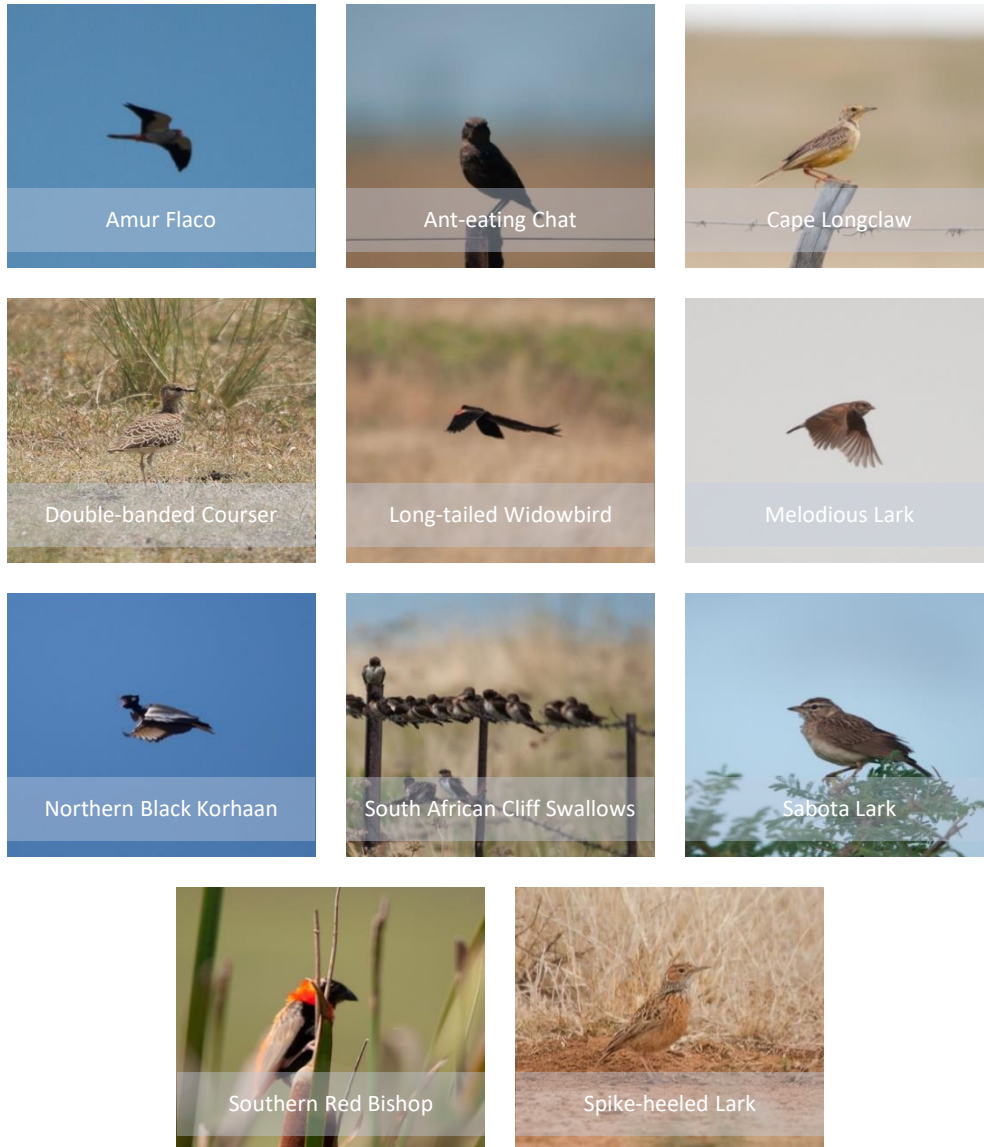 Amur Flaco
Ant-eating Chat
Cape Longclaw
Double-banded Courser
Long-tailed Widowbird
Melodious Lark
Northern Black Korhaan
South African Cliff Swallows
Sabota Lark
Southern Red Bishop
Spike-heeled Lark